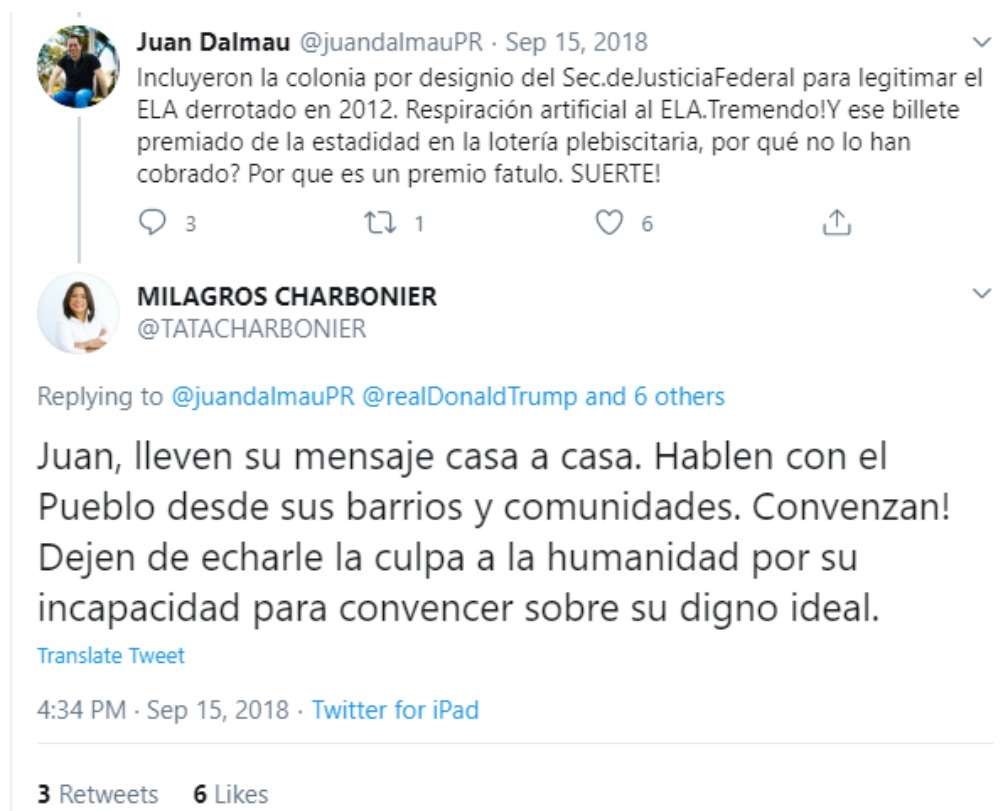 Juan Dalmau @juandalmauPR · Sep 15, 2018
Incluyeron la colonia por designio del Sec.deJusticiaFederal para legitimar el
ELA derrotado en 2012. Respiración artificial al ELA.Tremendo!Y ese billete
premiado de la estadidad en la lotería plebiscitaria, por qué no lo han
cobrado? Por que es un premio fatulo. SUERTE!
3 1 6
MILAGROS CHARBONIER
@TATACHARBONIER
Replying to @juandalmauPR @realDonaldTrump and 6 others
Juan, lleven su mensaje casa a casa. Hablen con el
Pueblo desde sus barrios y comunidades. Convenzan!
Dejen de echarle la culpa a la humanidad por su
incapacidad para convencer sobre su digno ideal.
Translate Tweet
4:34 PM · Sep 15, 2018 · Twitter for iPad
3 Retweets 6 Likes